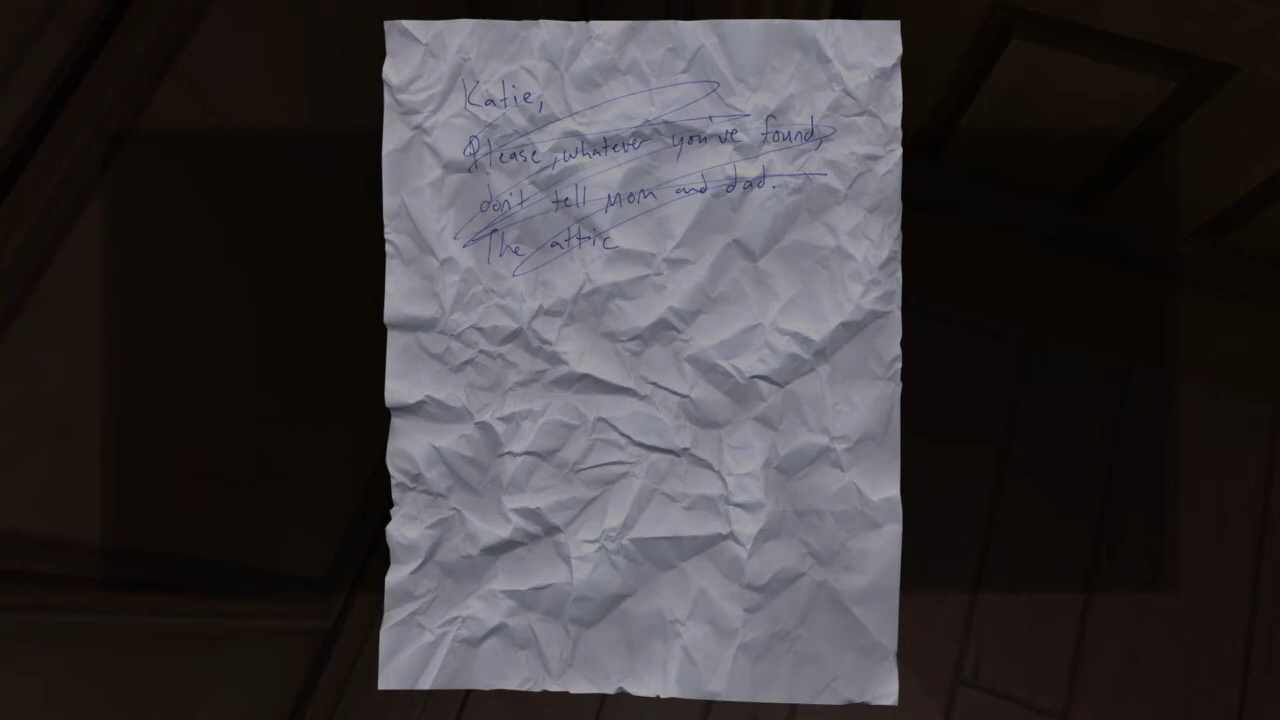 Katie,
Please, whatever you've found,
don't tell Mom and dad.
The attic